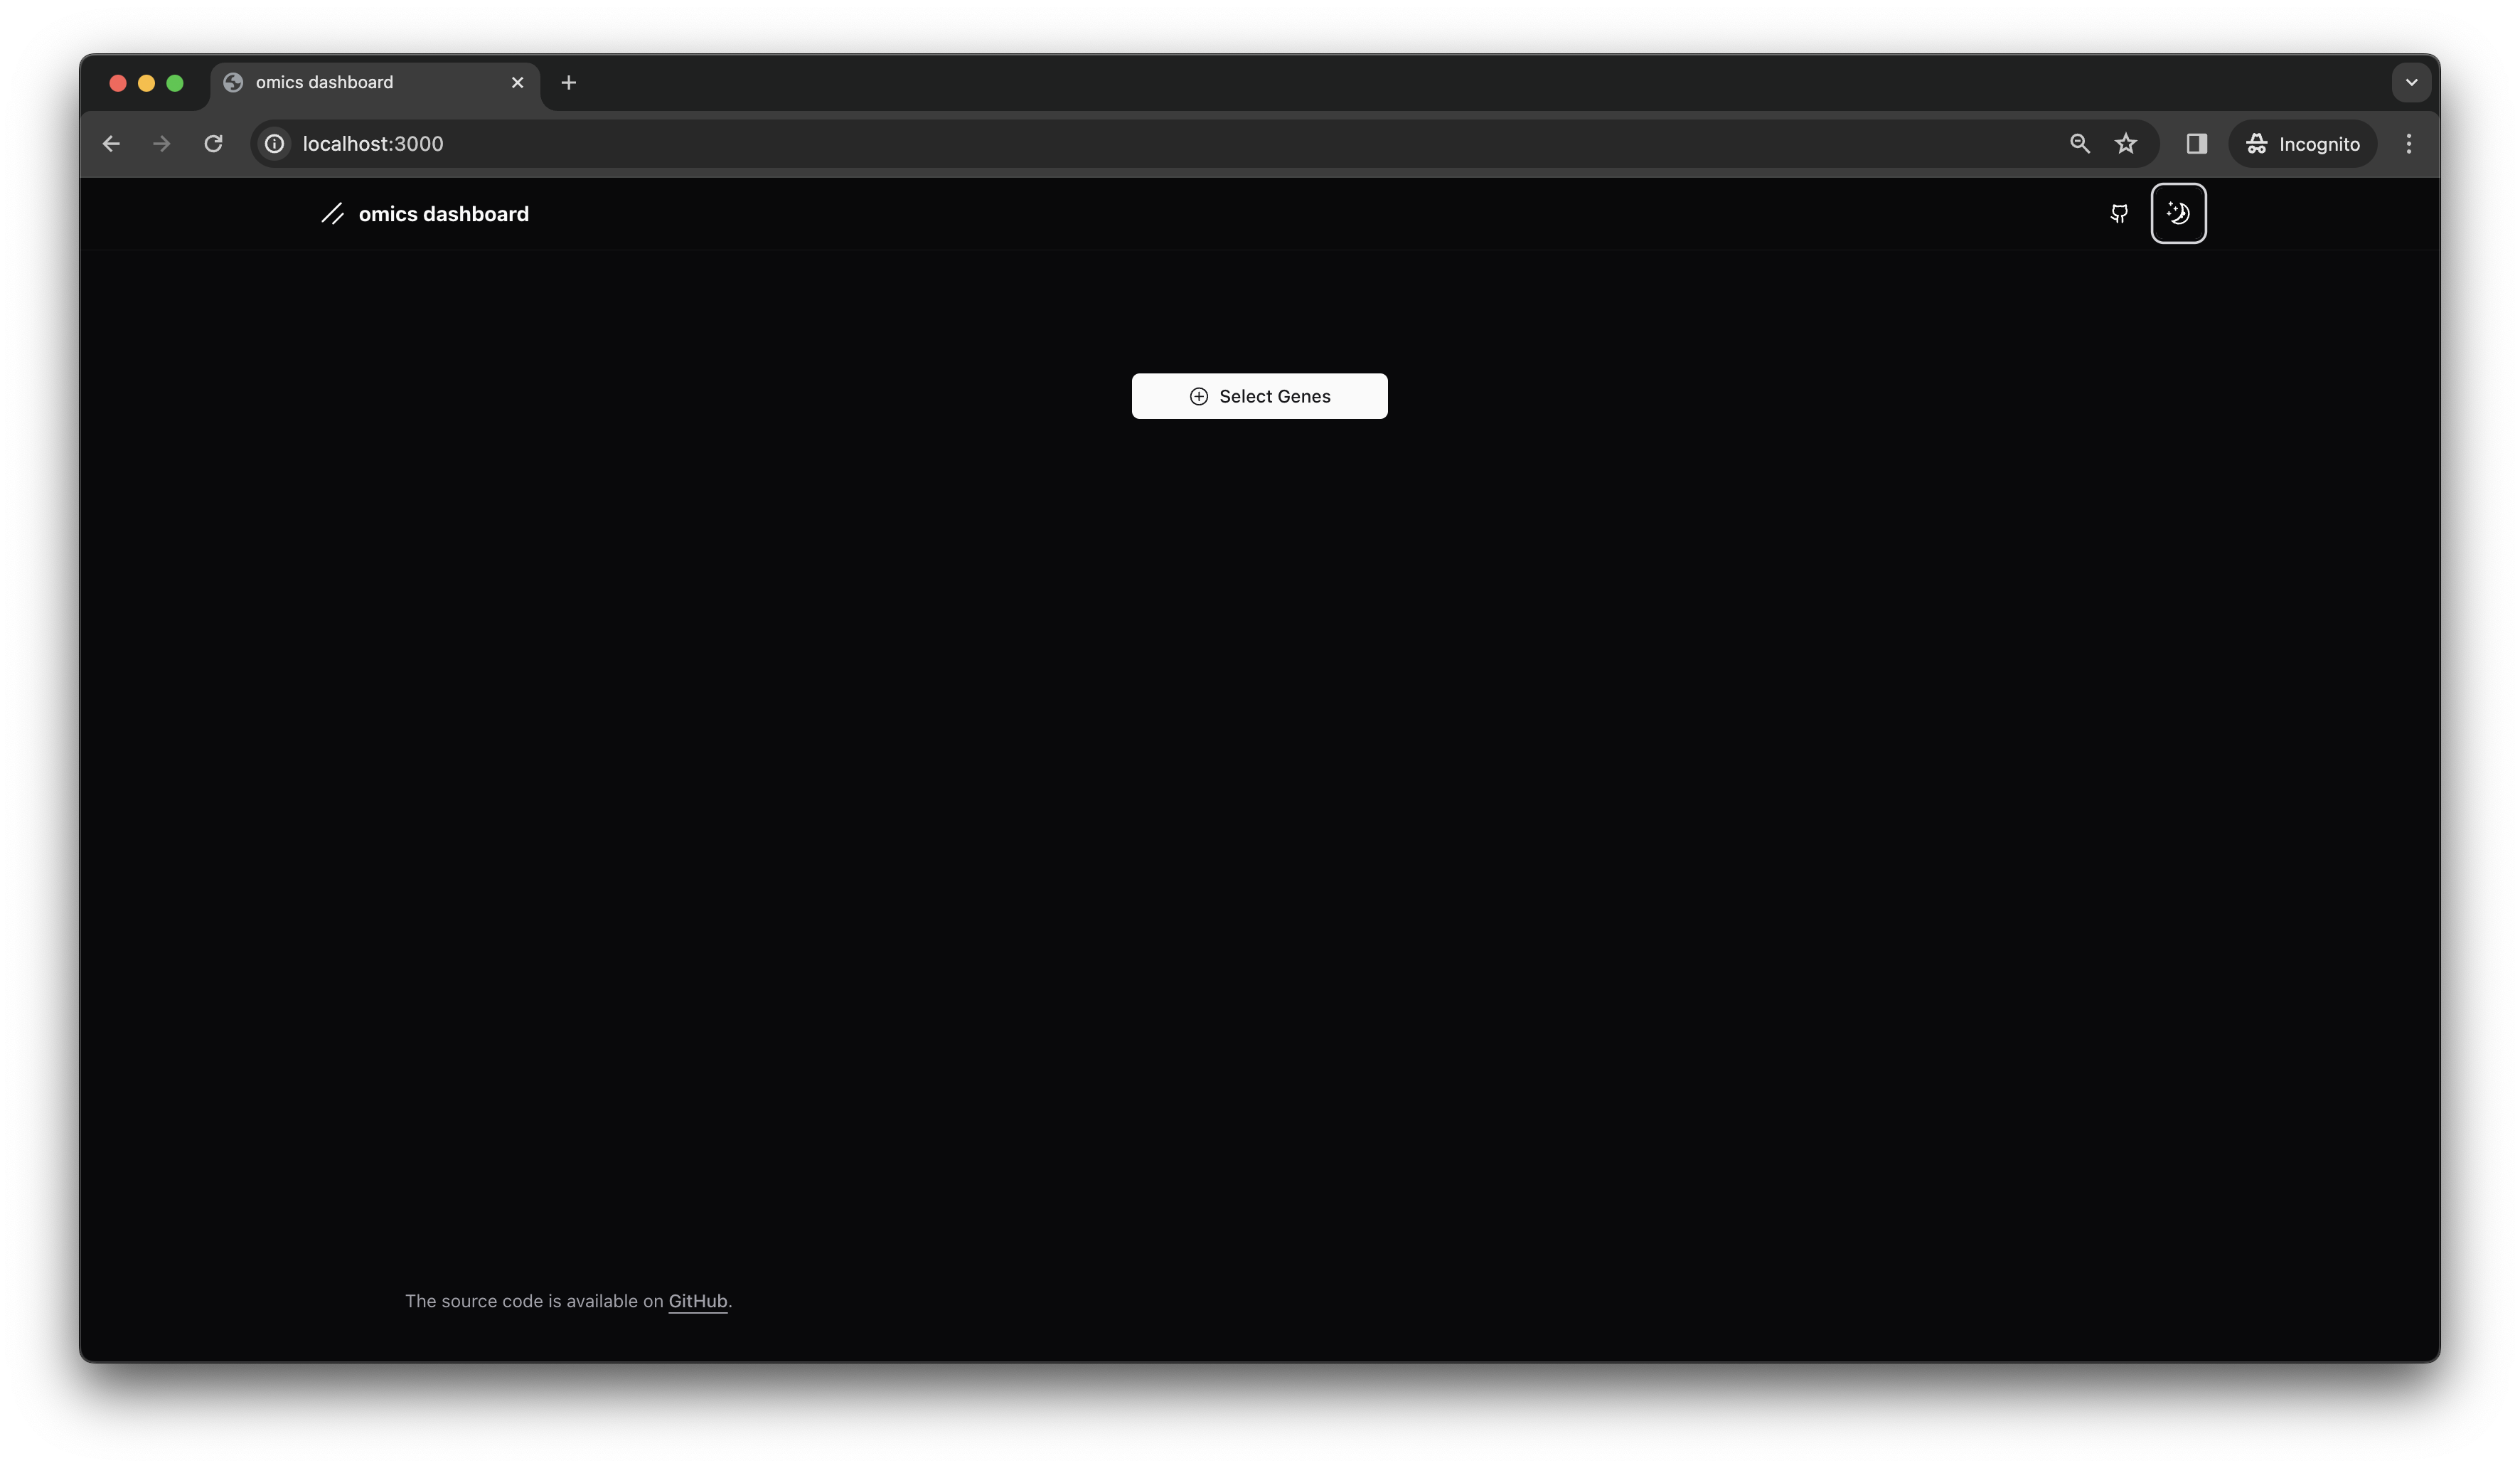 omics dashboard
localhost:3000
Incognito
omics dashboard
Select Genes
The source code is available on GitHub.